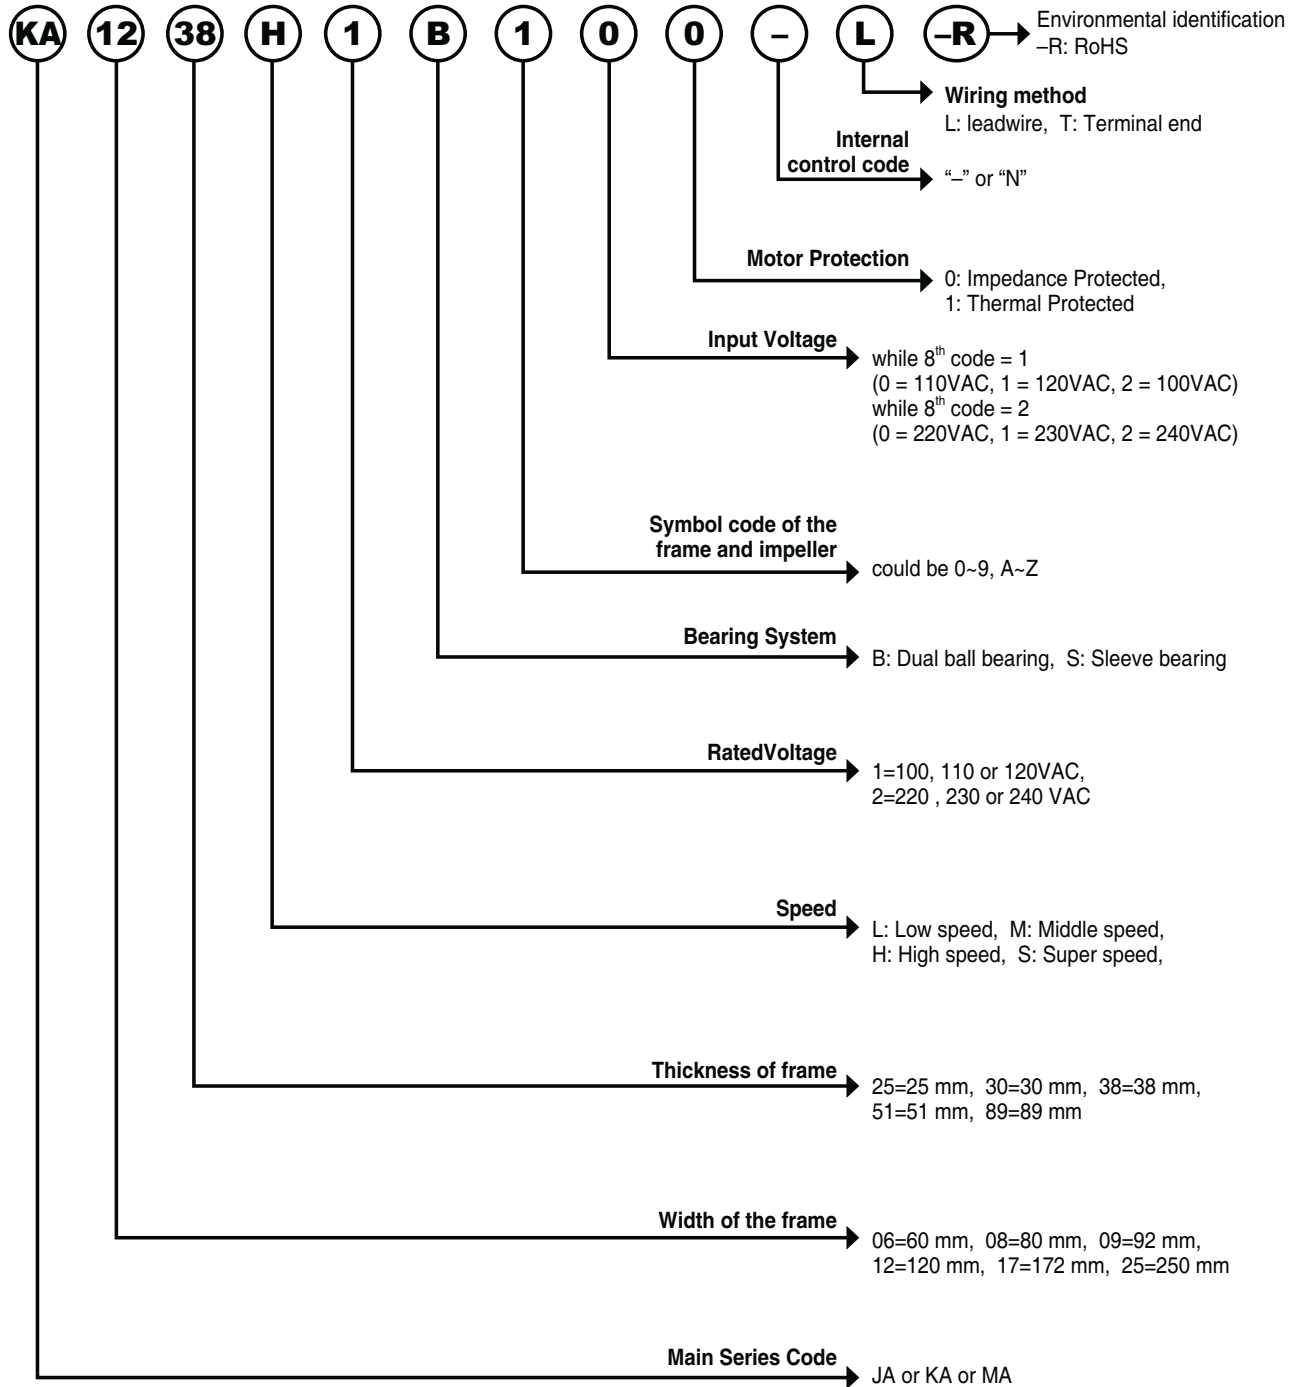 KA 12 38 H 1 B 1 0 0 – L –R
Environmental identification
–R: RoHS
Wiring method
L: leadwire, T: Terminal end
Internal
control code
“–” or “N”
Motor Protection
0: Impedance Protected,
1: Thermal Protected
Input Voltage
while 8th code = 1
(0 = 110VAC, 1 = 120VAC, 2 = 100VAC)
while 8th code = 2
(0 = 220VAC, 1 = 230VAC, 2 = 240VAC)
Symbol code of the
frame and impeller
could be 0~9, A~Z
Bearing System
B: Dual ball bearing, S: Sleeve bearing
RatedVoltage
1=100, 110 or 120VAC,
2=220 , 230 or 240 VAC
Speed
L: Low speed, M: Middle speed,
H: High speed, S: Super speed,
Thickness of frame
25=25 mm, 30=30 mm, 38=38 mm,
51=51 mm, 89=89 mm
Width of the frame
06=60 mm, 08=80 mm, 09=92 mm,
12=120 mm, 17=172 mm, 25=250 mm
Main Series Code
JA or KA or MA